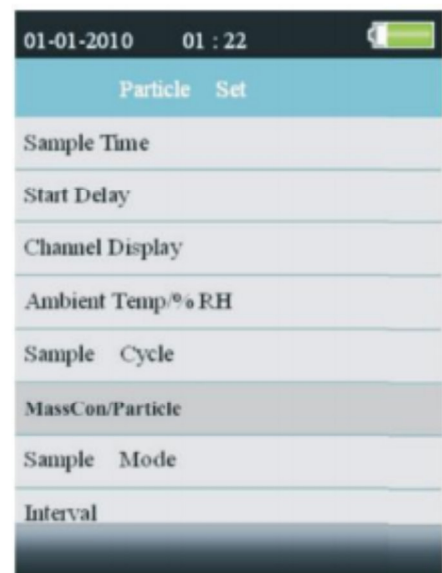 01-01-2010 01 : 22
Particle Set
Sample Time
Start Delay
Channel Display
Ambient Temp/% RH
Sample Cycle
MassCon/Particle
Sample Mode
Interval